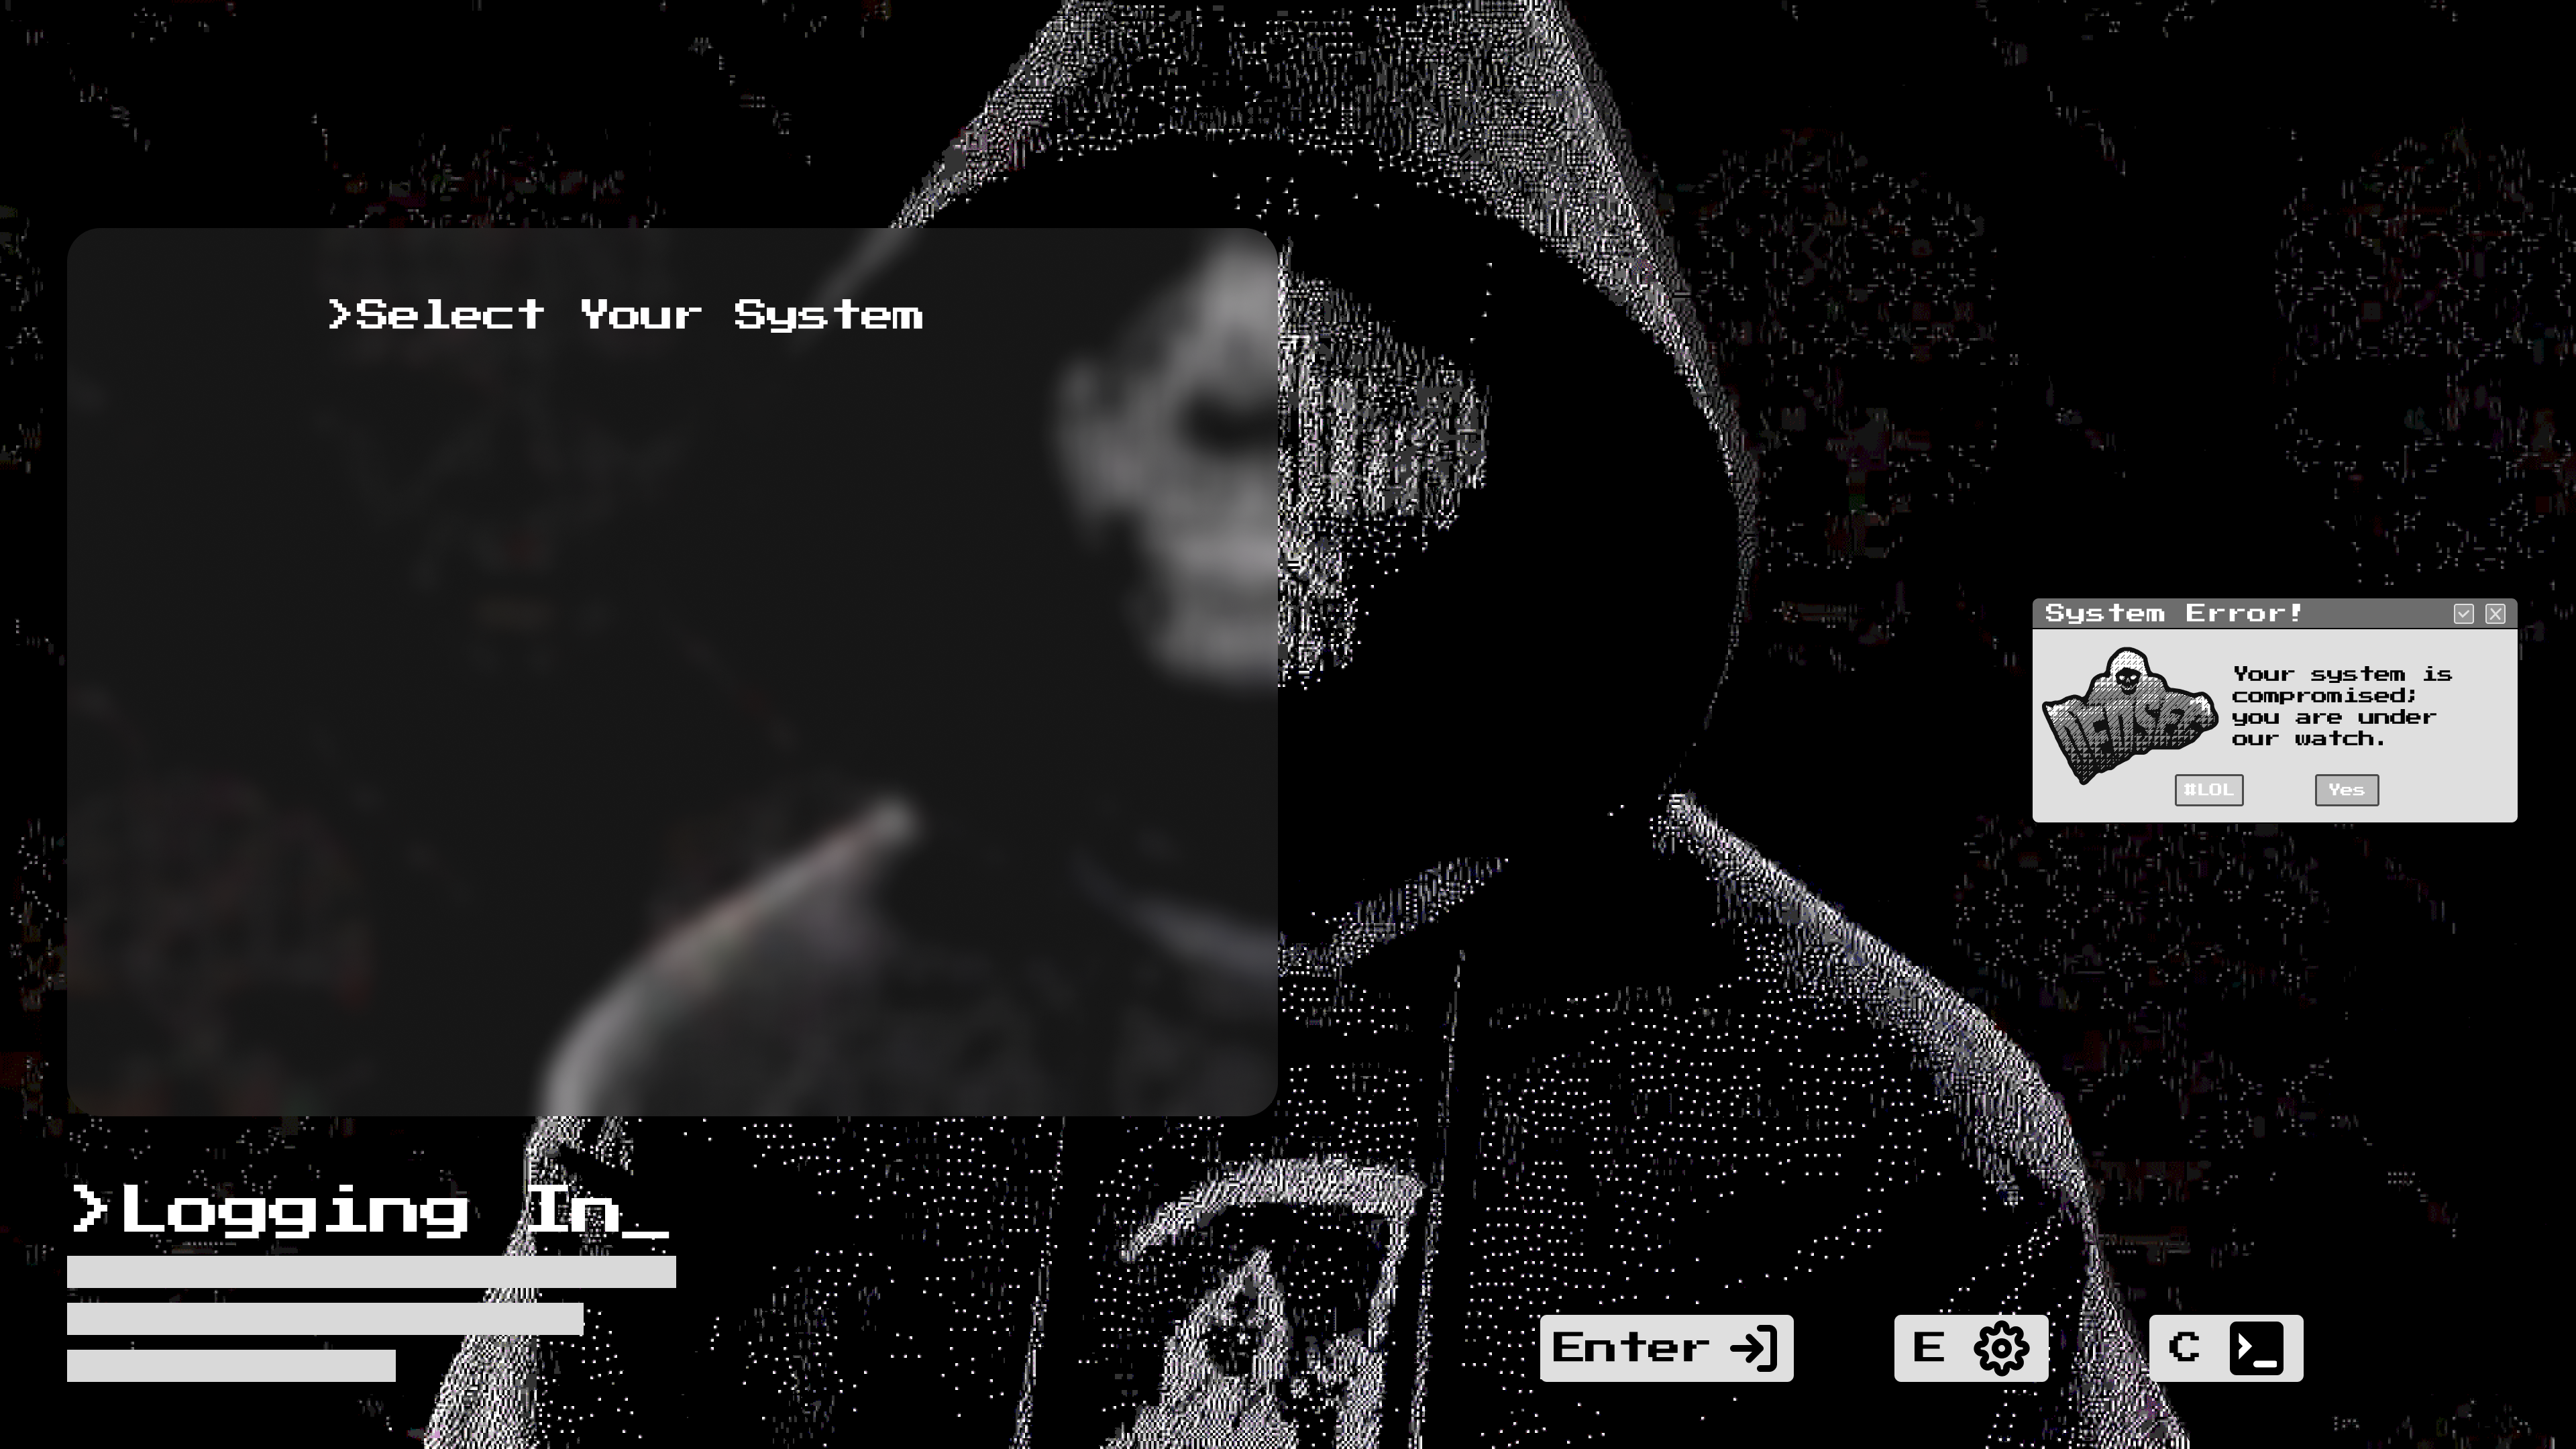 >Select Your System
System Error!
Your system is
compromised;
you are under
our watch.
#LOL
Yes
>Logging In_
Enter
E
C